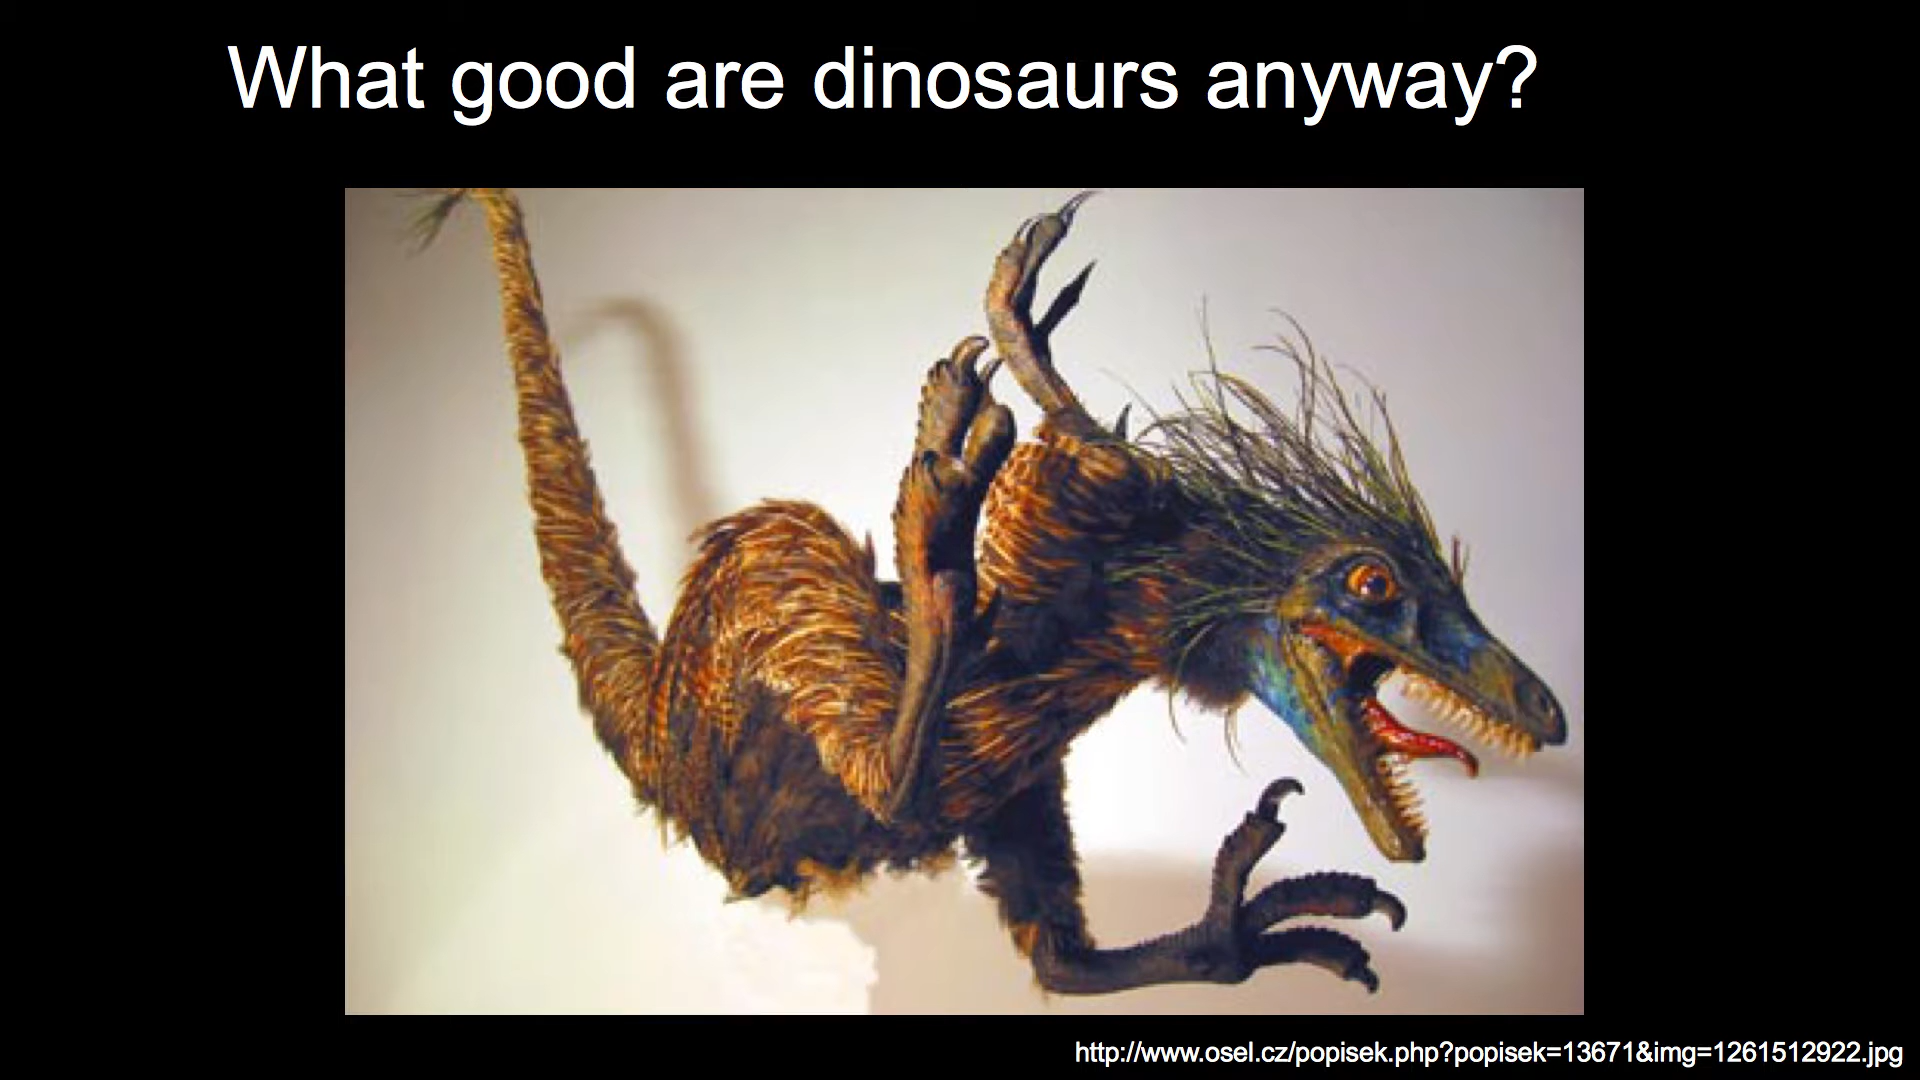 What good are dinosaurs anyway?
http://www.osel.cz/popisek.php?popisek=13671&img=1261512922.jpg